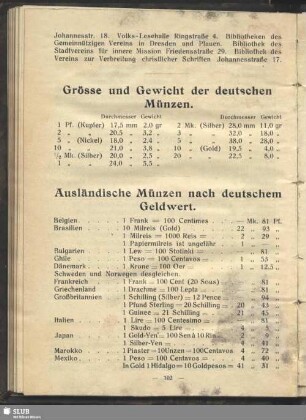 Johannesstr. 18. Volks-Lesehalle Ringstraße 4. Bibliotheken des
Gemeinnützigen Vereins in Dresden und Plauen. Bibliothek des
Stadtvereins für innere Mission Friedensstraße 29. Bibliothek des
Vereins zur Verbreitung christlicher Schriften Johannesstraße 17.
Grösse und Gewicht der deutschen
Münzen.
Durchmesser Gewicht Durchmesser Gewicht
1 Pf. (Kupfer) 17,5 mm 2,0 gr 2 Mk. (Silber) 28,0 mm 11,0 gr
2 „ „ 20,5 „ 3,2 „ 3 „ „ 32,0 „ 18,0 „
5 „ (Nickel) 18,0 „ 2,4 „ 5 „ „ 38,0 „ 28,0 „
10 „ „ 21,0 „ 3,8 „ 10 „ (Gold) 19,5 „ 4,0 „
½ Mk. (Silber) 20,0 „ 2,5 „ 20 „ „ 22,5 „ 8,0 „
1 „ „ 24,0 „ 5,5 „
Ausländische Münzen nach deutschem
Geldwert.
Belgien 1 Frank = 100 Centimes — Mk. 81 Pf.
Brasilien 10 Milreis (Gold) 22 „ 93 „
1 Milreis = 1000 Reis = 2 „ 29 „
1 Papiermilreis ist ungefähr 1 „ — „
Bulgarien 1 Lew = 100 Stotinki = — „ 81 „
Chile 1 Peso = 100 Centavos = — „ „
Dänemark 1 Krone = 100 Oer = 1 „ 12,5 „
Schweden und Norwegen desgleichen.
Frankreich 1 Frank = 100 Cent (20 Sous) — „ 81 „
Griechenland 1 Drachme = 100 Lepta — „ 81 „
Großbritannien 1 Schilling (Silber) = 12 Pence „
1 Pfund Sterling = 20 Schilling = 20 „ 43 „
1 Guinee = 21 Schilling = 21 „ 45 „
Italien 1 Lire = 100 Centesimo — „ 81 „
1 Skudo = 5 Lire
Japan 1 Gold-Yen = 100 Sen à 10 Rin
1 Silber-Yen = 4 „ „
Marokko 1 Piaster = 10 Unzen = 100 Centavos 4 „ 72 „
Mexiko 1 Peso = 100 Centavos = 4 „ 40 „
In Gold 1 Hidalgo = 10 Goldpesos = 41 „ 31 „
102
SLUB
Wir führen Wissen.